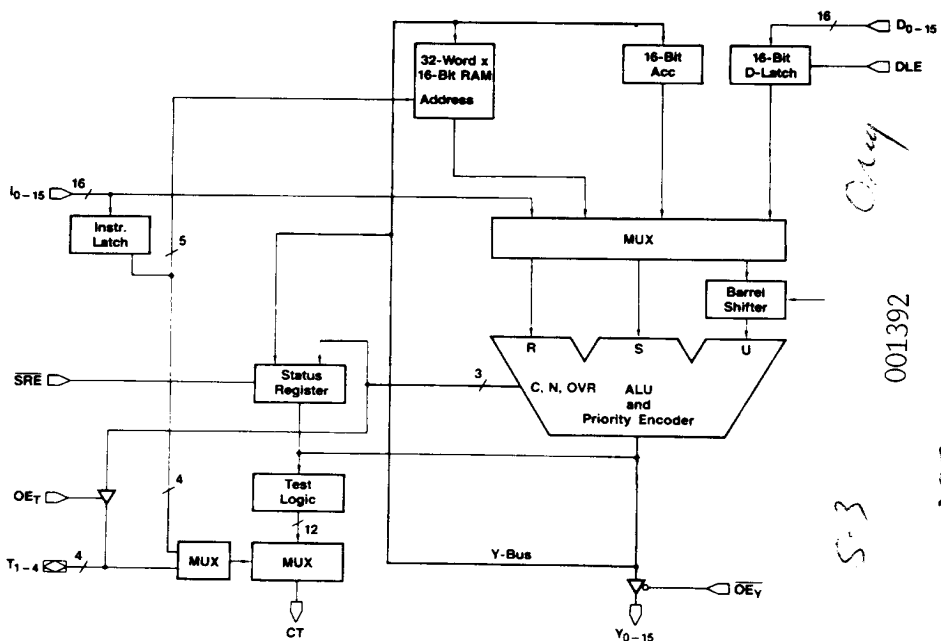 16
D0–15
32-Word x
16-Bit RAM
Address
16-Bit
Acc
16-Bit
D-Latch
DLE
I0–15
16
Instr.
Latch
5
MUX
Barrel
Shifter
001392
R
S
U
SRE
Status
Register
3
C, N, OVR
ALU
and
Priority Encoder
OET
4
Test
Logic
12
S-3
T1–4
4
MUX
MUX
Y-Bus
OEY
CT
Y0–15